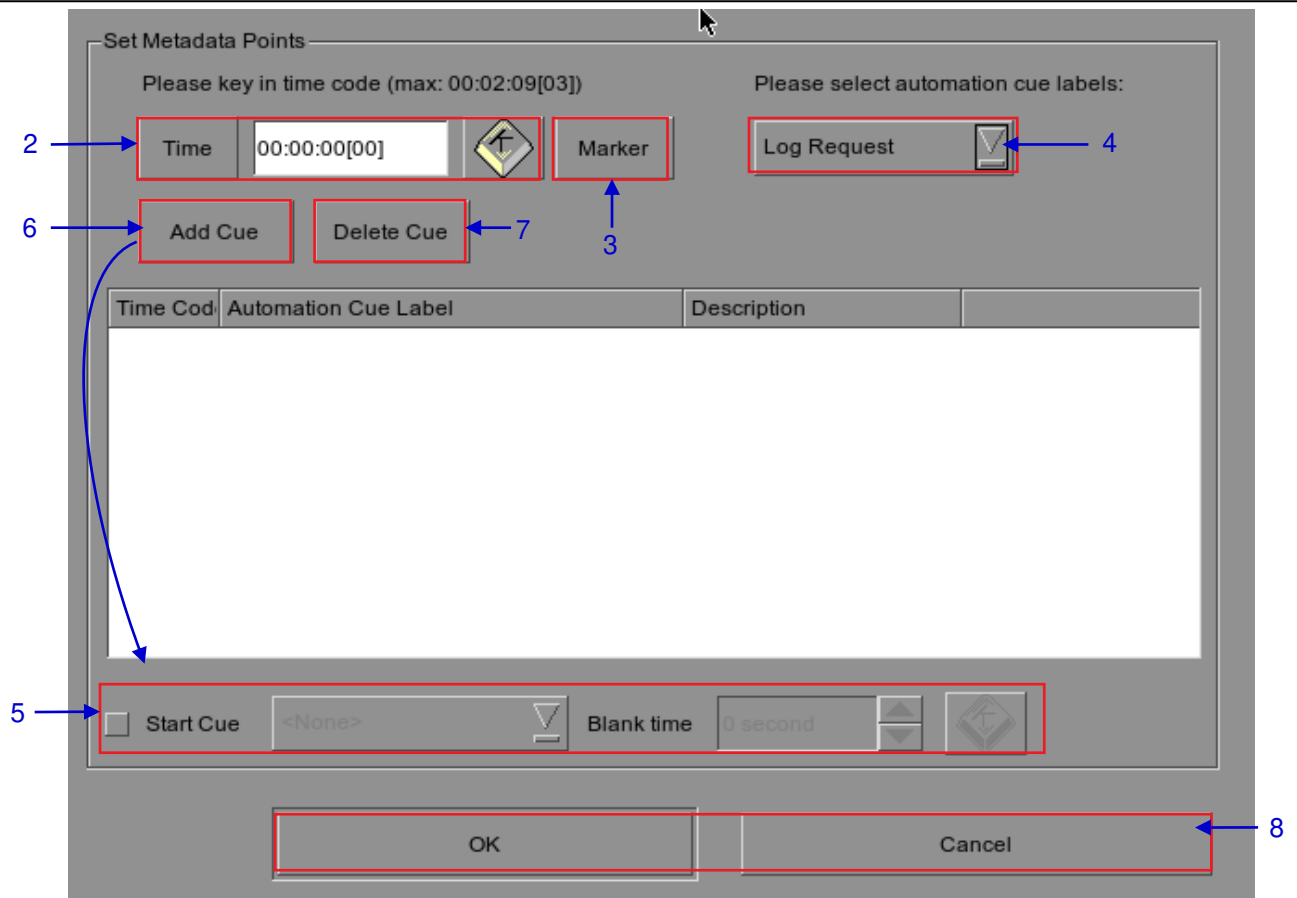 Set Metadata Points
Please key in time code (max: 00:02:09[03]) Please select automation cue labels:
2 Time 00:00:00[00] Marker Log Request 4
6 Add Cue Delete Cue 7 3
Time Cod Automation Cue Label Description
5 Start Cue <None> Blank time 0 second
OK Cancel 8